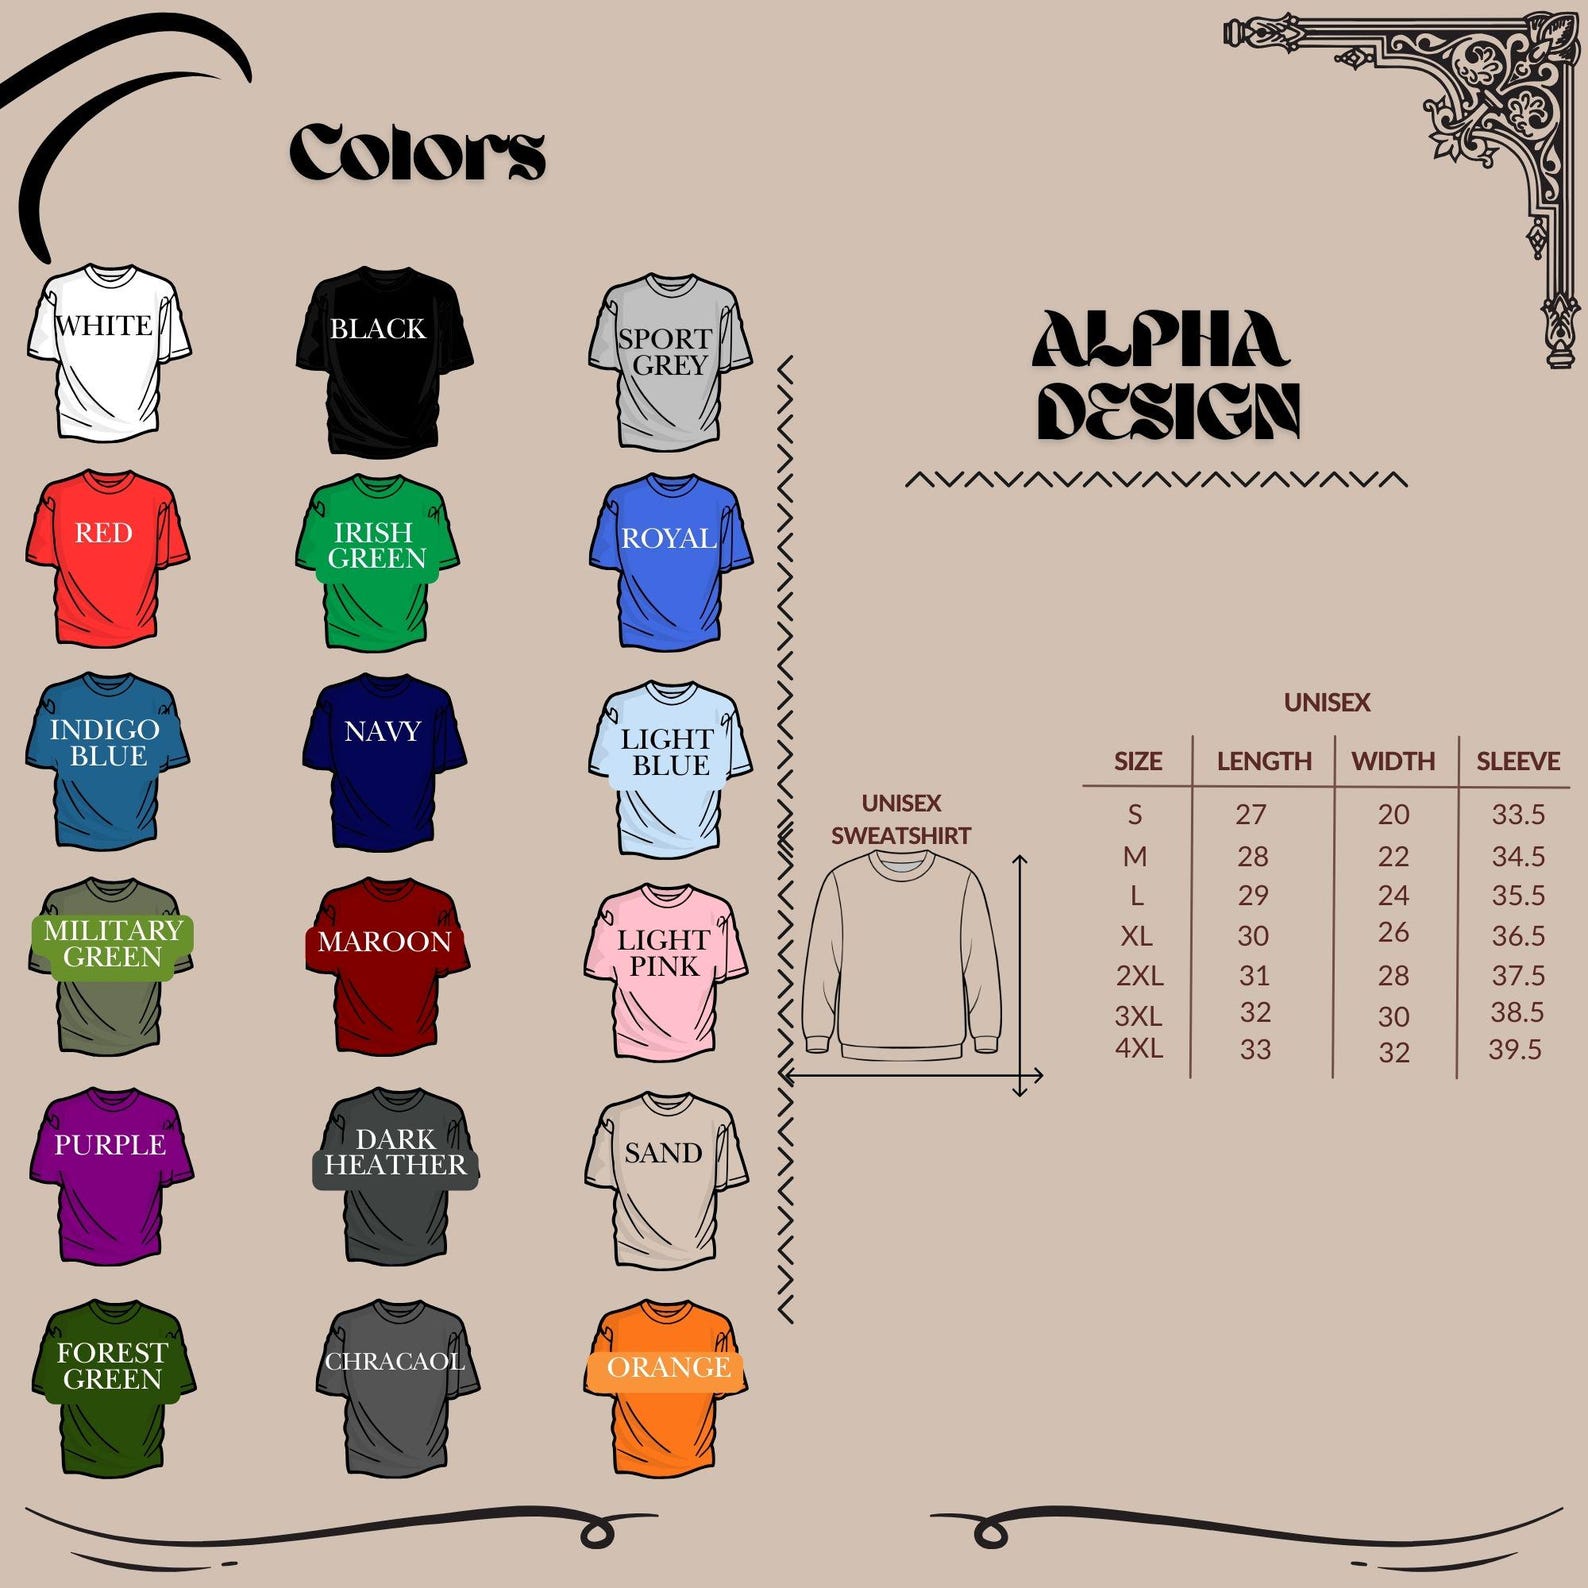 Colors
WHITE
BLACK
SPORT
GREY
RED
IRISH
GREEN
ROYAL
INDIGO
BLUE
NAVY
LIGHT
BLUE
MILITARY
GREEN
MAROON
LIGHT
PINK
PURPLE
DARK
HEATHER
SAND
FOREST
GREEN
CHRACAOL
ORANGE
ALPHA
DESIGN
UNISEX
SWEATSHIRT
UNISEX
SIZE LENGTH WIDTH SLEEVE
S 27 20 33.5
M 28 22 34.5
L 29 24 35.5
XL 30 26 36.5
2XL 31 28 37.5
3XL 32 30 38.5
4XL 33 32 39.5